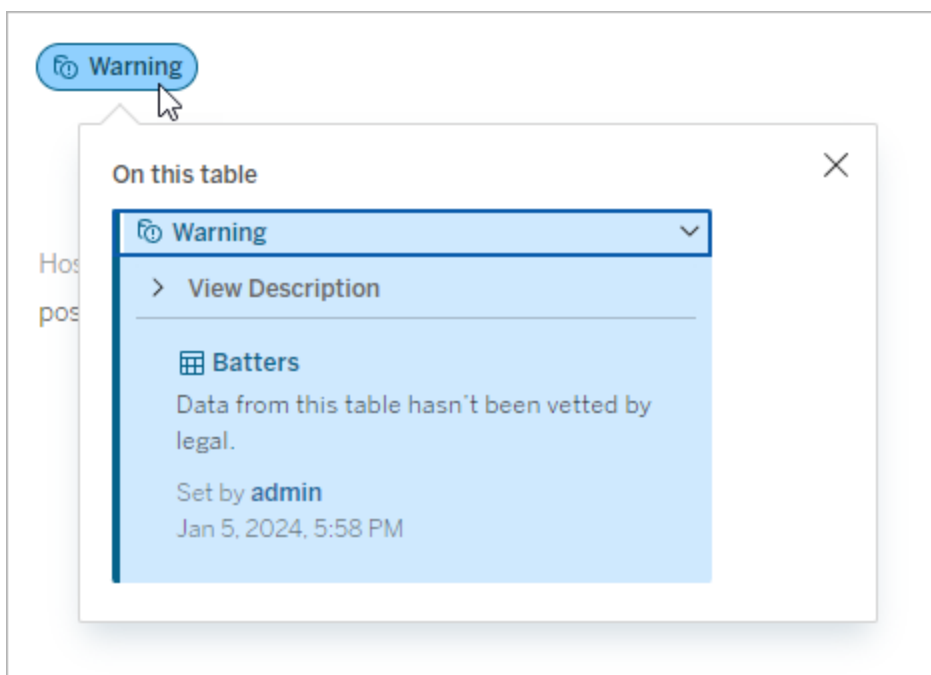 Warning
On this table
Warning
View Description
Batters
Data from this table hasn't been vetted by
legal.
Set by admin
Jan 5, 2024, 5:58 PM